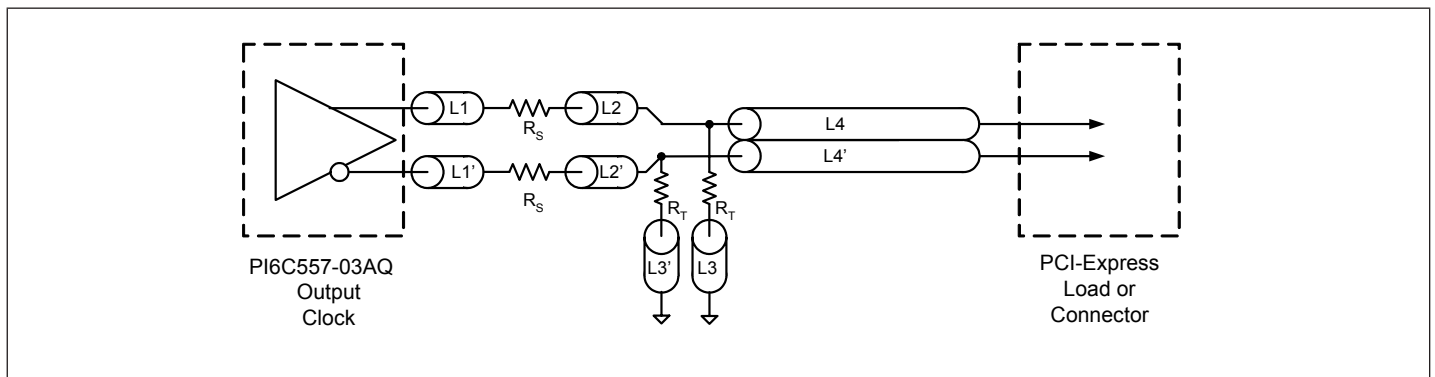 L1
R_S
L2
L4
L1'
R_S
L2'
L4'
R_T
R_T
L3'
L3
PI6C557-03AQ
Output
Clock
PCI-Express
Load or
Connector